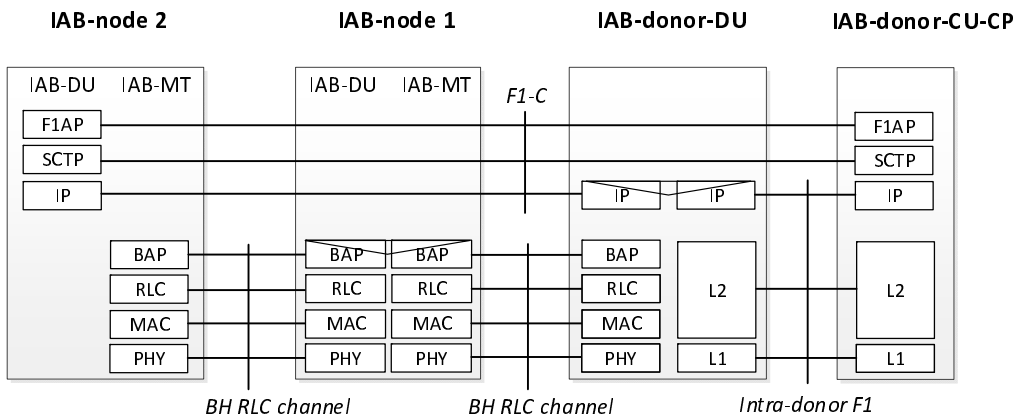 IAB-node 2 IAB-node 1 IAB-donor-DU IAB-donor-CU-CP
IAB-DU IAB-MT IAB-DU IAB-MT
F1-C
F1AP F1AP
SCTP SCTP
IP IP IP IP
BAP BAP BAP BAP
RLC RLC RLC RLC L2 L2
MAC MAC MAC MAC
PHY PHY PHY PHY L1 L1
BH RLC channel BH RLC channel Intra-donor F1